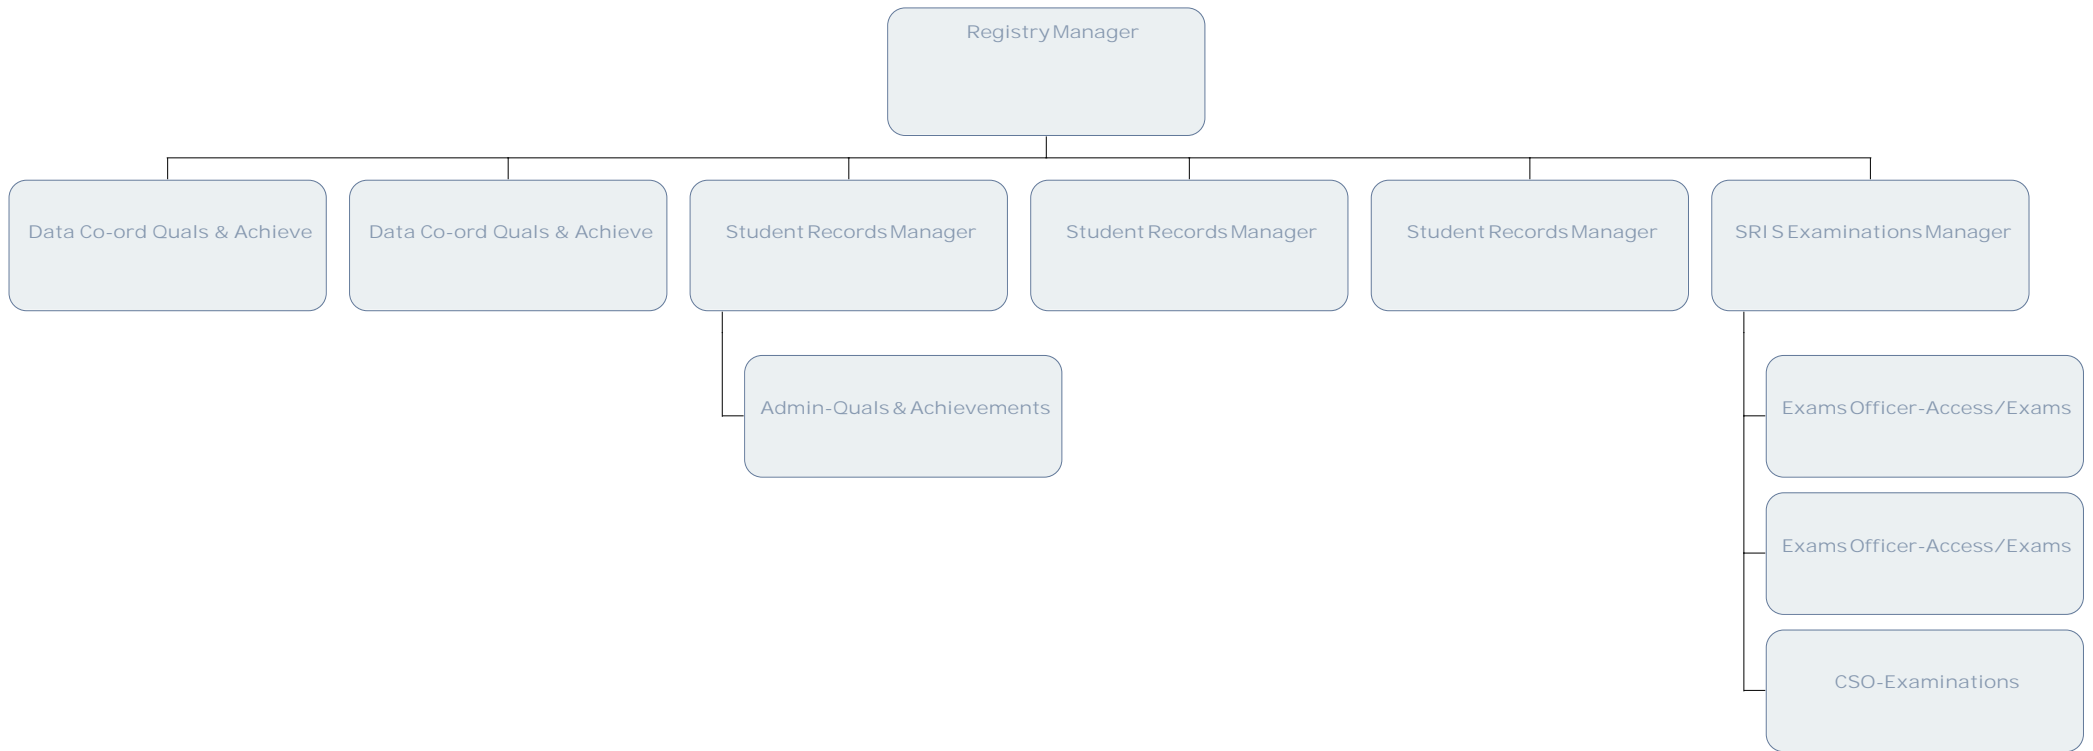 Registry Manager
Data Co-ord Quals & Achieve
Data Co-ord Quals & Achieve
Student Records Manager
Student Records Manager
Student Records Manager
SRIS Examinations Manager
Admin-Quals & Achievements
Exams Officer-Access/Exams
Exams Officer-Access/Exams
CSO-Examinations